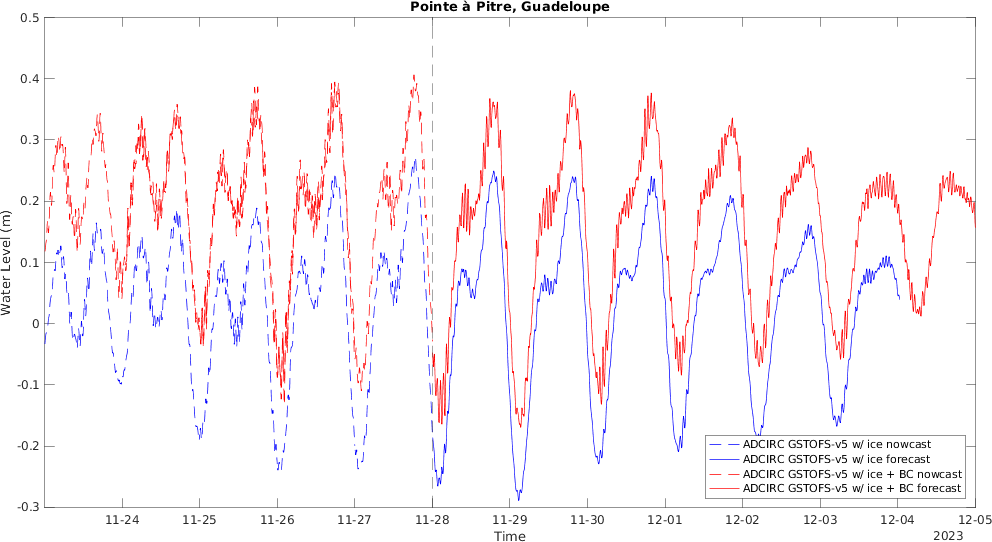 Pointe à Pitre, Guadeloupe
0.5
0.4
0.3
0.2
0.1
0
-0.1
-0.2
-0.3
Water Level (m)
ADCIRC GSTOFS-v5 w/ ice nowcast
ADCIRC GSTOFS-v5 w/ ice forecast
ADCIRC GSTOFS-v5 w/ ice + BC nowcast
ADCIRC GSTOFS-v5 w/ ice + BC forecast
11-24 11-25 11-26 11-27 11-28 11-29 11-30 12-01 12-02 12-03 12-04 12-05
Time
2023